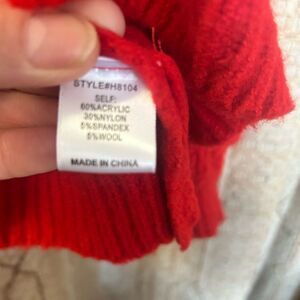 STYLE#H8104
SELF:
60%ACRYLIC
30%NYLON
5%SPANDEX
5%WOOL
MADE IN CHINA